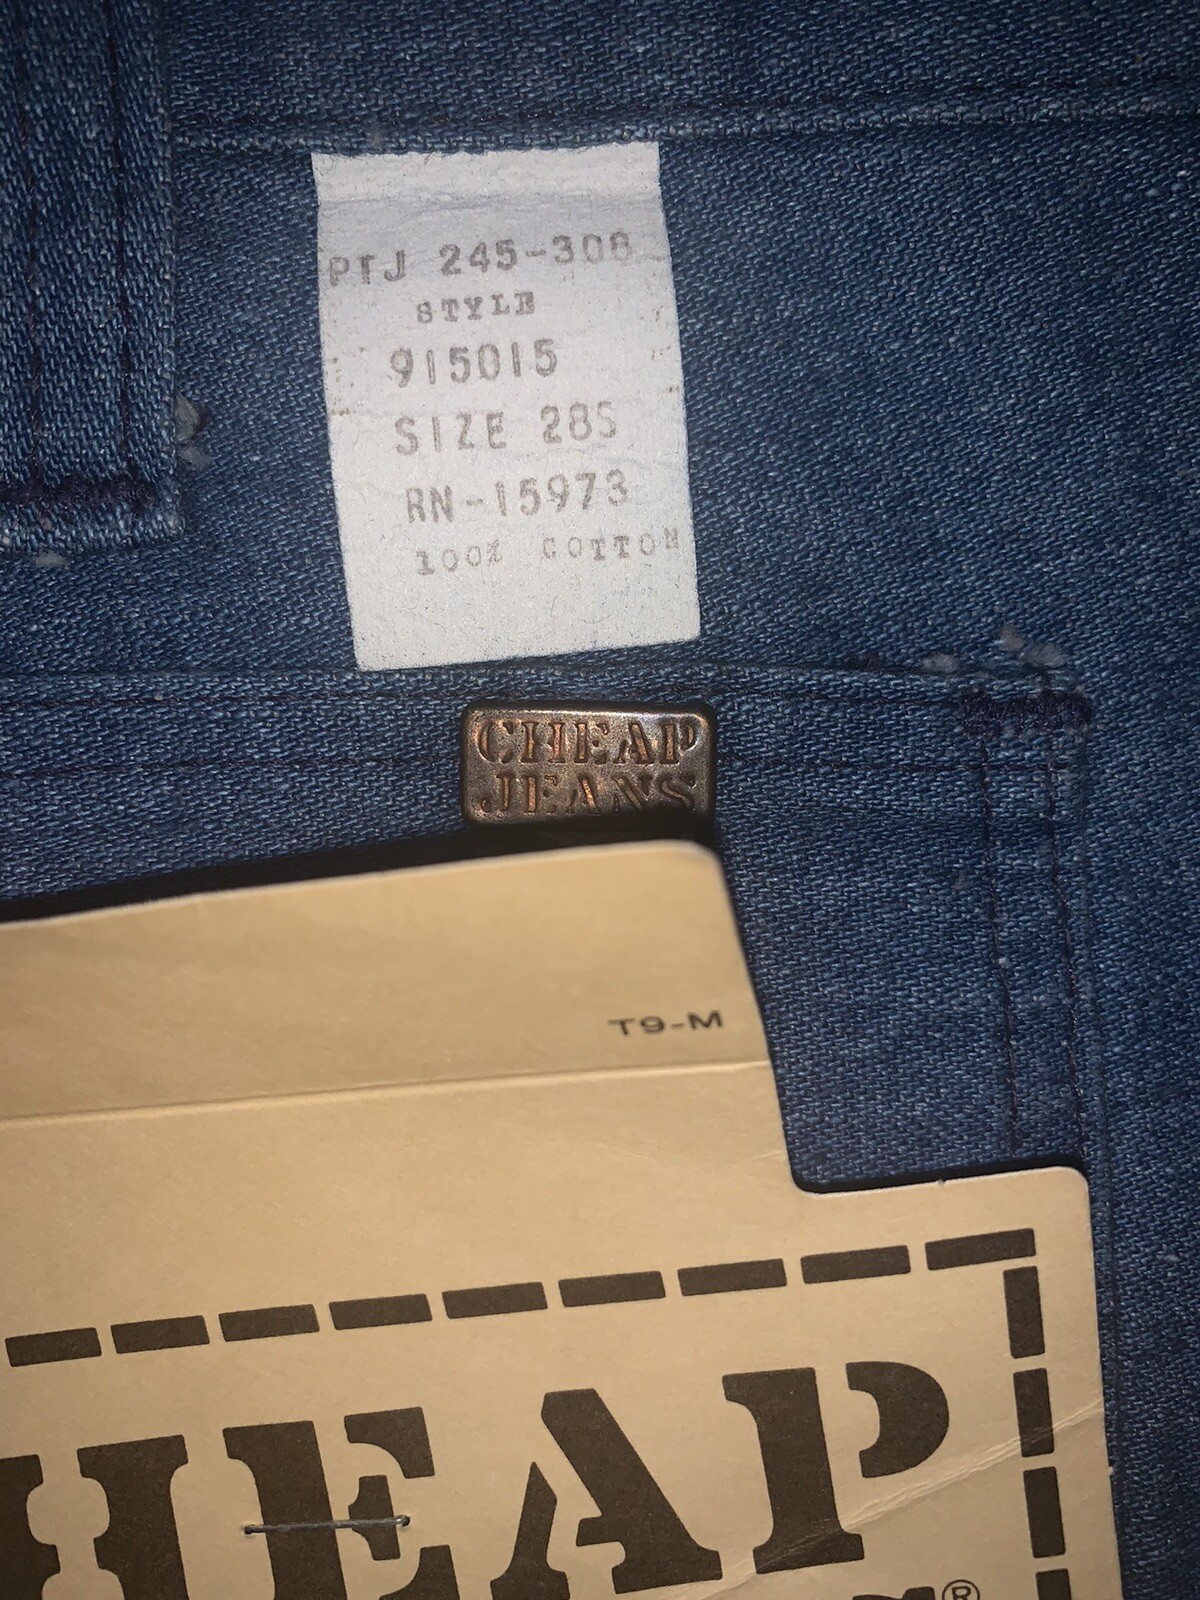 PTJ 245-308
STYLE
915015
SIZE 28S
RN-15973
100% COTTON
CHEAP
JEANS
T9-M
HEAP
®